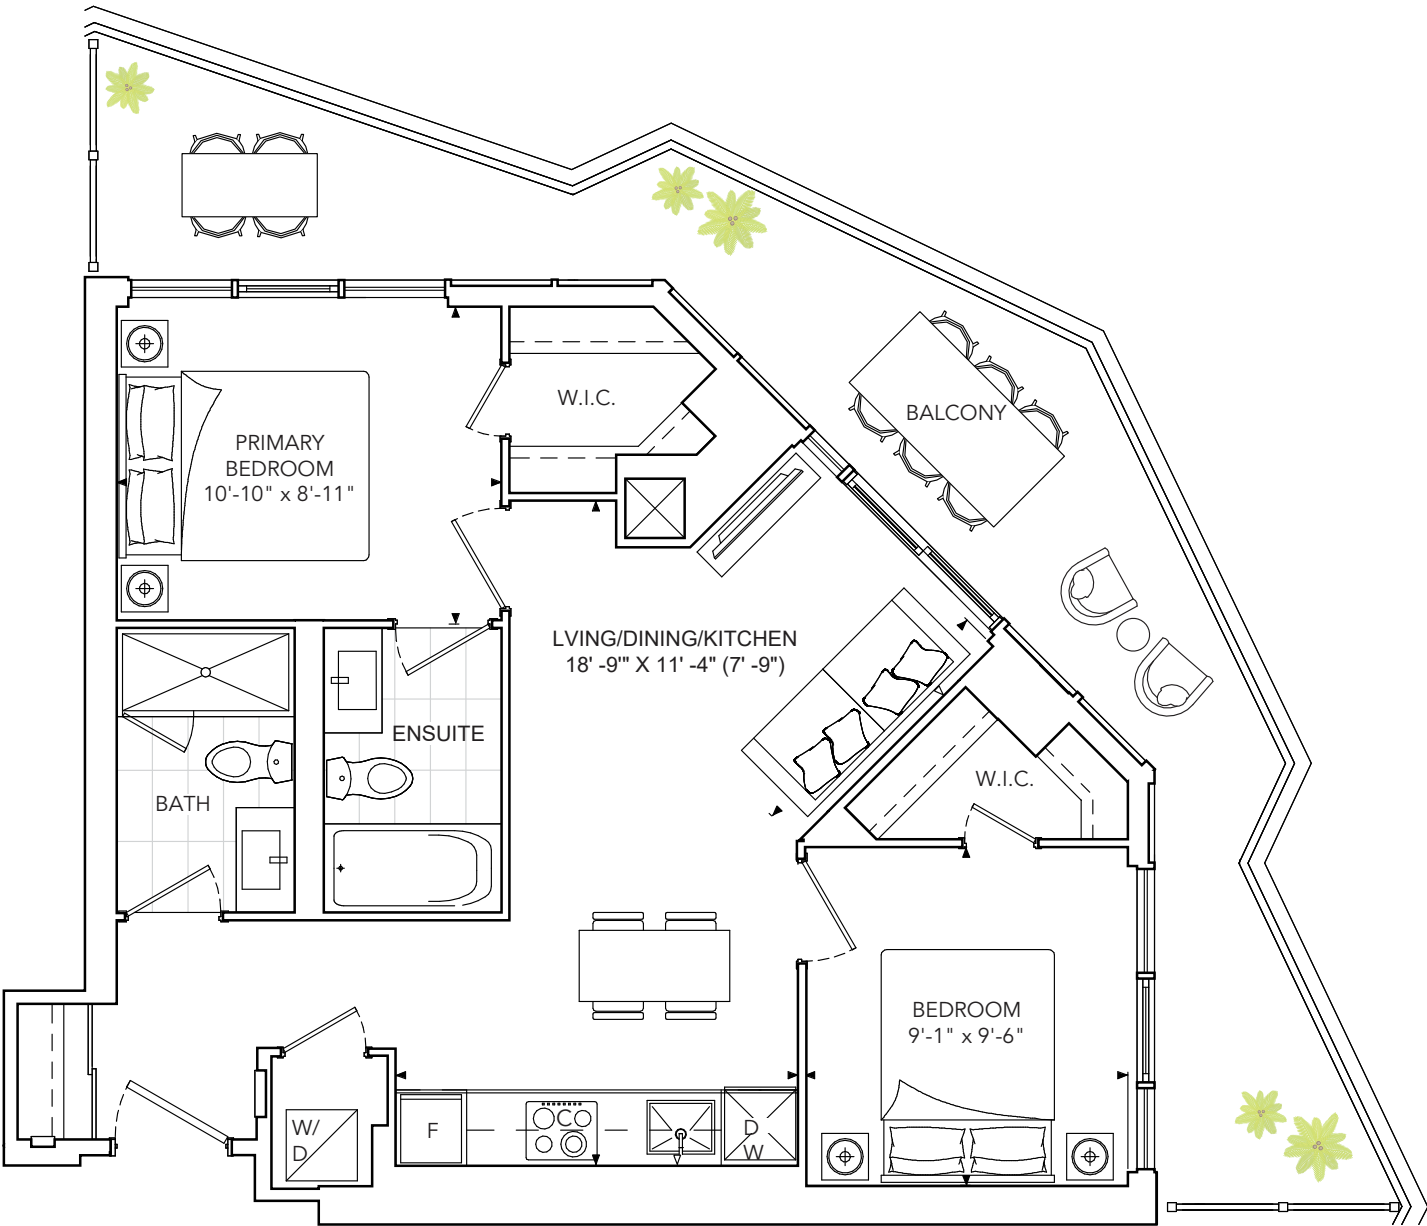 W.I.C.
BALCONY
PRIMARY
BEDROOM
10'-10" x 8'-11"
LVING/DINING/KITCHEN
18' -9'" X 11' -4" (7' -9")
ENSUITE
W.I.C.
BATH
BEDROOM
9'-1" x 9'-6"
W/
D
F
C
D
W